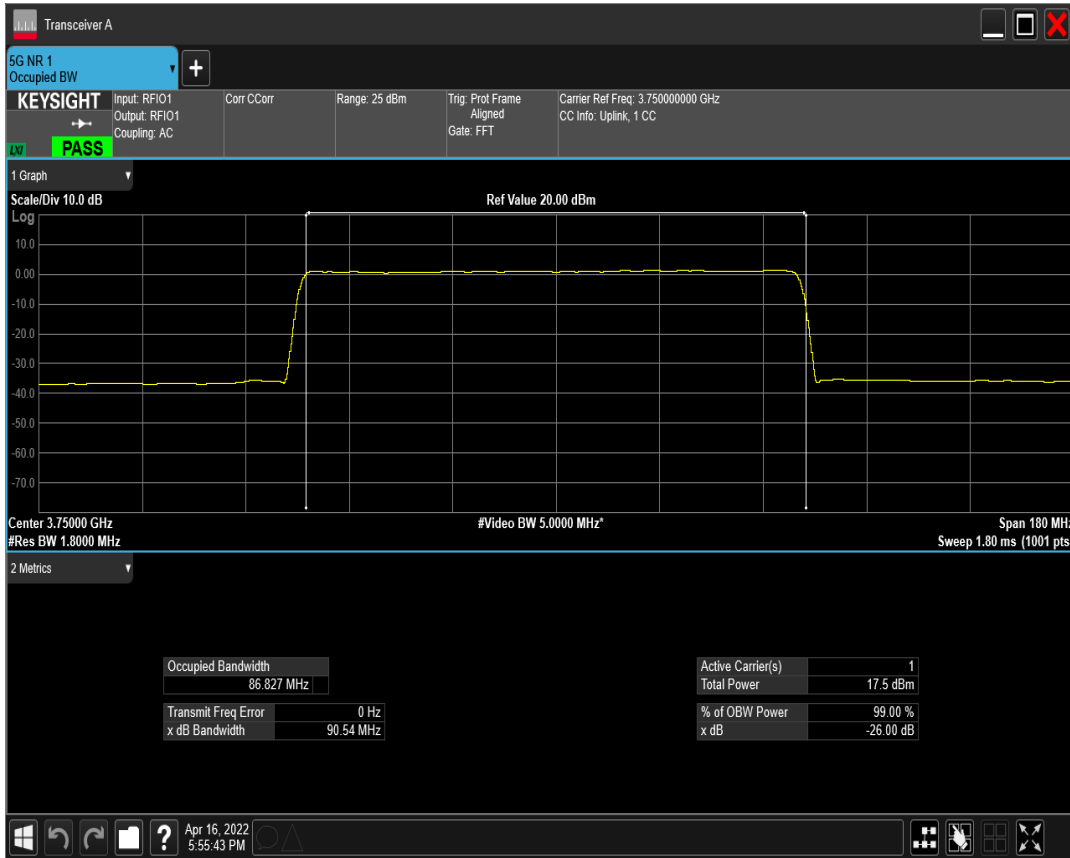 Transceiver A
5G NR 1
Occupied BW
+
KEYSIGHT
LXI
PASS
Input: RFIO1
Output: RFIO1
Coupling: AC
Corr CCorr
Range: 25 dBm
Trig: Prot Frame
Aligned
Gate: FFT
Carrier Ref Freq: 3.750000000 GHz
CC Info: Uplink, 1 CC
1 Graph
Scale/Div 10.0 dB
Ref Value 20.00 dBm
Log
10.0
0.00
-10.0
-20.0
-30.0
-40.0
-50.0
-60.0
-70.0
Center 3.75000 GHz
#Video BW 5.0000 MHz*
Span 180 MHz
#Res BW 1.8000 MHz
Sweep 1.80 ms (1001 pts
2 Metrics
Occupied Bandwidth
86.827 MHz
Transmit Freq Error 0 Hz
x dB Bandwidth 90.54 MHz
Active Carrier(s) 1
Total Power 17.5 dBm
% of OBW Power 99.00 %
x dB -26.00 dB
?
Apr 16, 2022
5:55:43 PM